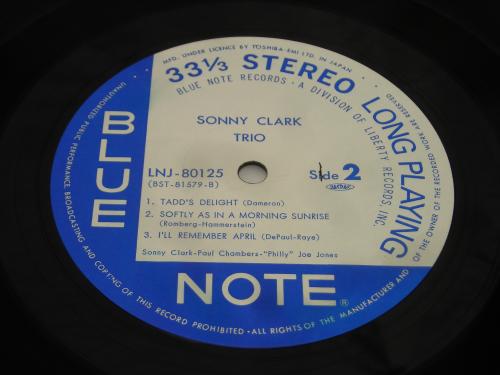 MFD. UNDER LICENCE BY TOSHIBA-EMI LTD. IN JAPAN
33⅓ STEREO LONG PLAYING
BLUE NOTE RECORDS · A DIVISION OF LIBERTY RECORDS, INC.
SONNY CLARK
TRIO
LNJ-80125
(BST-81579-B)
Side 2
1. TADD'S DELIGHT (Dameron)
2. SOFTLY AS IN A MORNING SUNRISE
(Romberg-Hammerstein)
3. I'LL REMEMBER APRIL (DePaul-Raye)
Sonny Clark-Paul Chambers-"Philly" Joe Jones
BLUE
NOTE®
UNAUTHORIZED PUBLIC PERFORMANCE, BROADCASTING AND COPYING OF THIS RECORD PROHIBITED · ALL RIGHTS OF THE MANUFACTURER AND OF THE OWNER OF THE RECORDED WORK ARE RESERVED